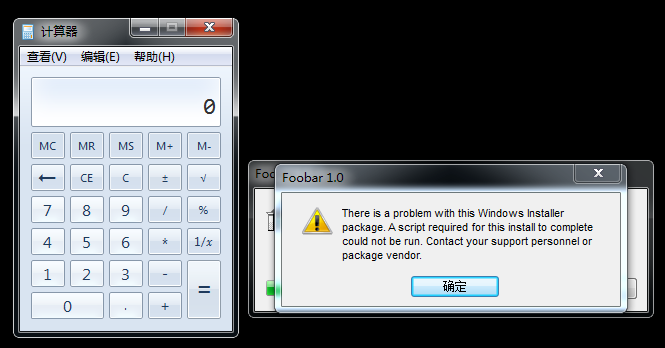 计算器
查看(V) 编辑(E) 帮助(H)
0
MC MR MS M+ M-
← CE C ± √
7 8 9 / %
4 5 6 * 1/x
1 2 3 - =
0 . +
Foobar 1.0
There is a problem with this Windows Installer
package. A script required for this install to complete
could not be run. Contact your support personnel or
package vendor.
确定